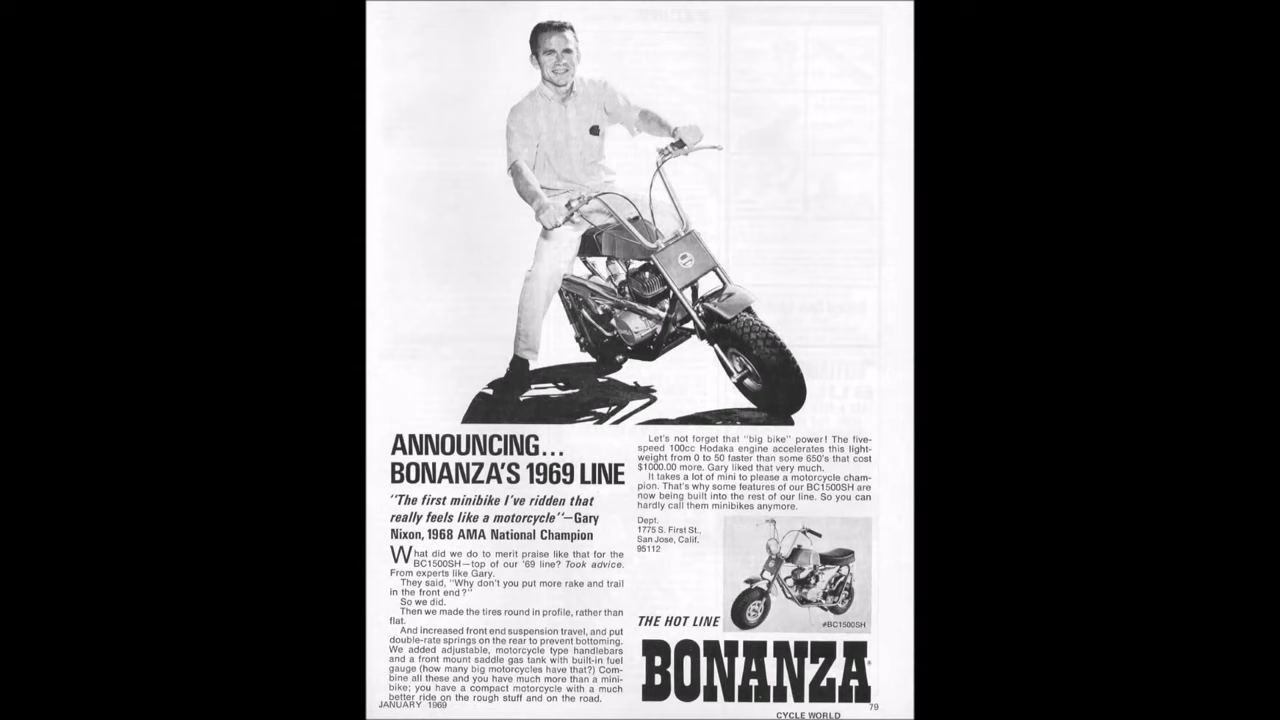 ANNOUNCING...
BONANZA'S 1969 LINE
"The first minibike I've ridden that
really feels like a motorcycle"—Gary
Nixon, 1968 AMA National Champion
What did we do to merit praise like that for the
BC1500SH—top of our '69 line? Took advice.
From experts like Gary.
They said, "Why don't you put more rake and trail
in the front end?"
So we did.
Then we made the tires round in profile, rather than
flat.
And increased front end suspension travel, and put
double-rate springs on the rear to prevent bottoming.
We added adjustable, motorcycle type handlebars
and a front mount saddle gas tank with built-in fuel
gauge (how many big motorcycles have that?) Com-
bine all these and you have much more than a mini-
bike; you have a compact motorcycle with a much
better ride on the rough stuff and on the road.
Let's not forget that "big bike" power! The five-
speed 100cc Hodaka engine accelerates this light-
weight from 0 to 50 faster than some 650's that cost
$1000.00 more. Gary liked that very much.
It takes a lot of mini to please a motorcycle cham-
pion. That's why some features of our BC1500SH are
now being built into the rest of our line. So you can
hardly call them minibikes anymore.
Dept.
1775 S. First St.,
San Jose, Calif.
95112
#BC1500SH
THE HOT LINE
BONANZA®
JANUARY 1969
79
CYCLE WORLD